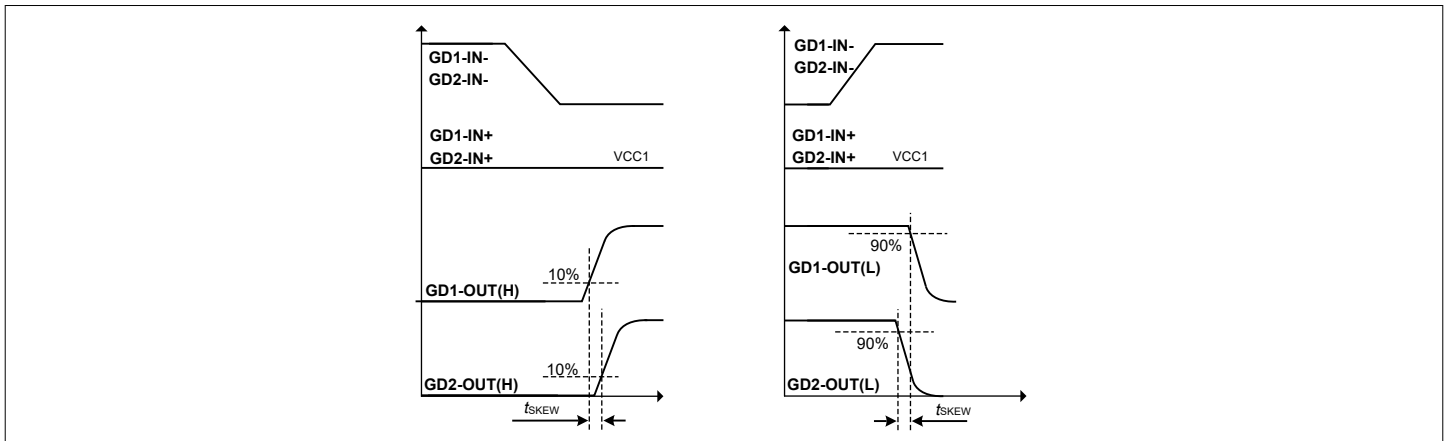 GD1-IN-
GD2-IN-
GD1-IN+
GD2-IN+
VCC1
10%
GD1-OUT(H)
10%
GD2-OUT(H)
tSKEW
GD1-IN-
GD2-IN-
GD1-IN+
GD2-IN+
VCC1
90%
GD1-OUT(L)
90%
GD2-OUT(L)
tSKEW